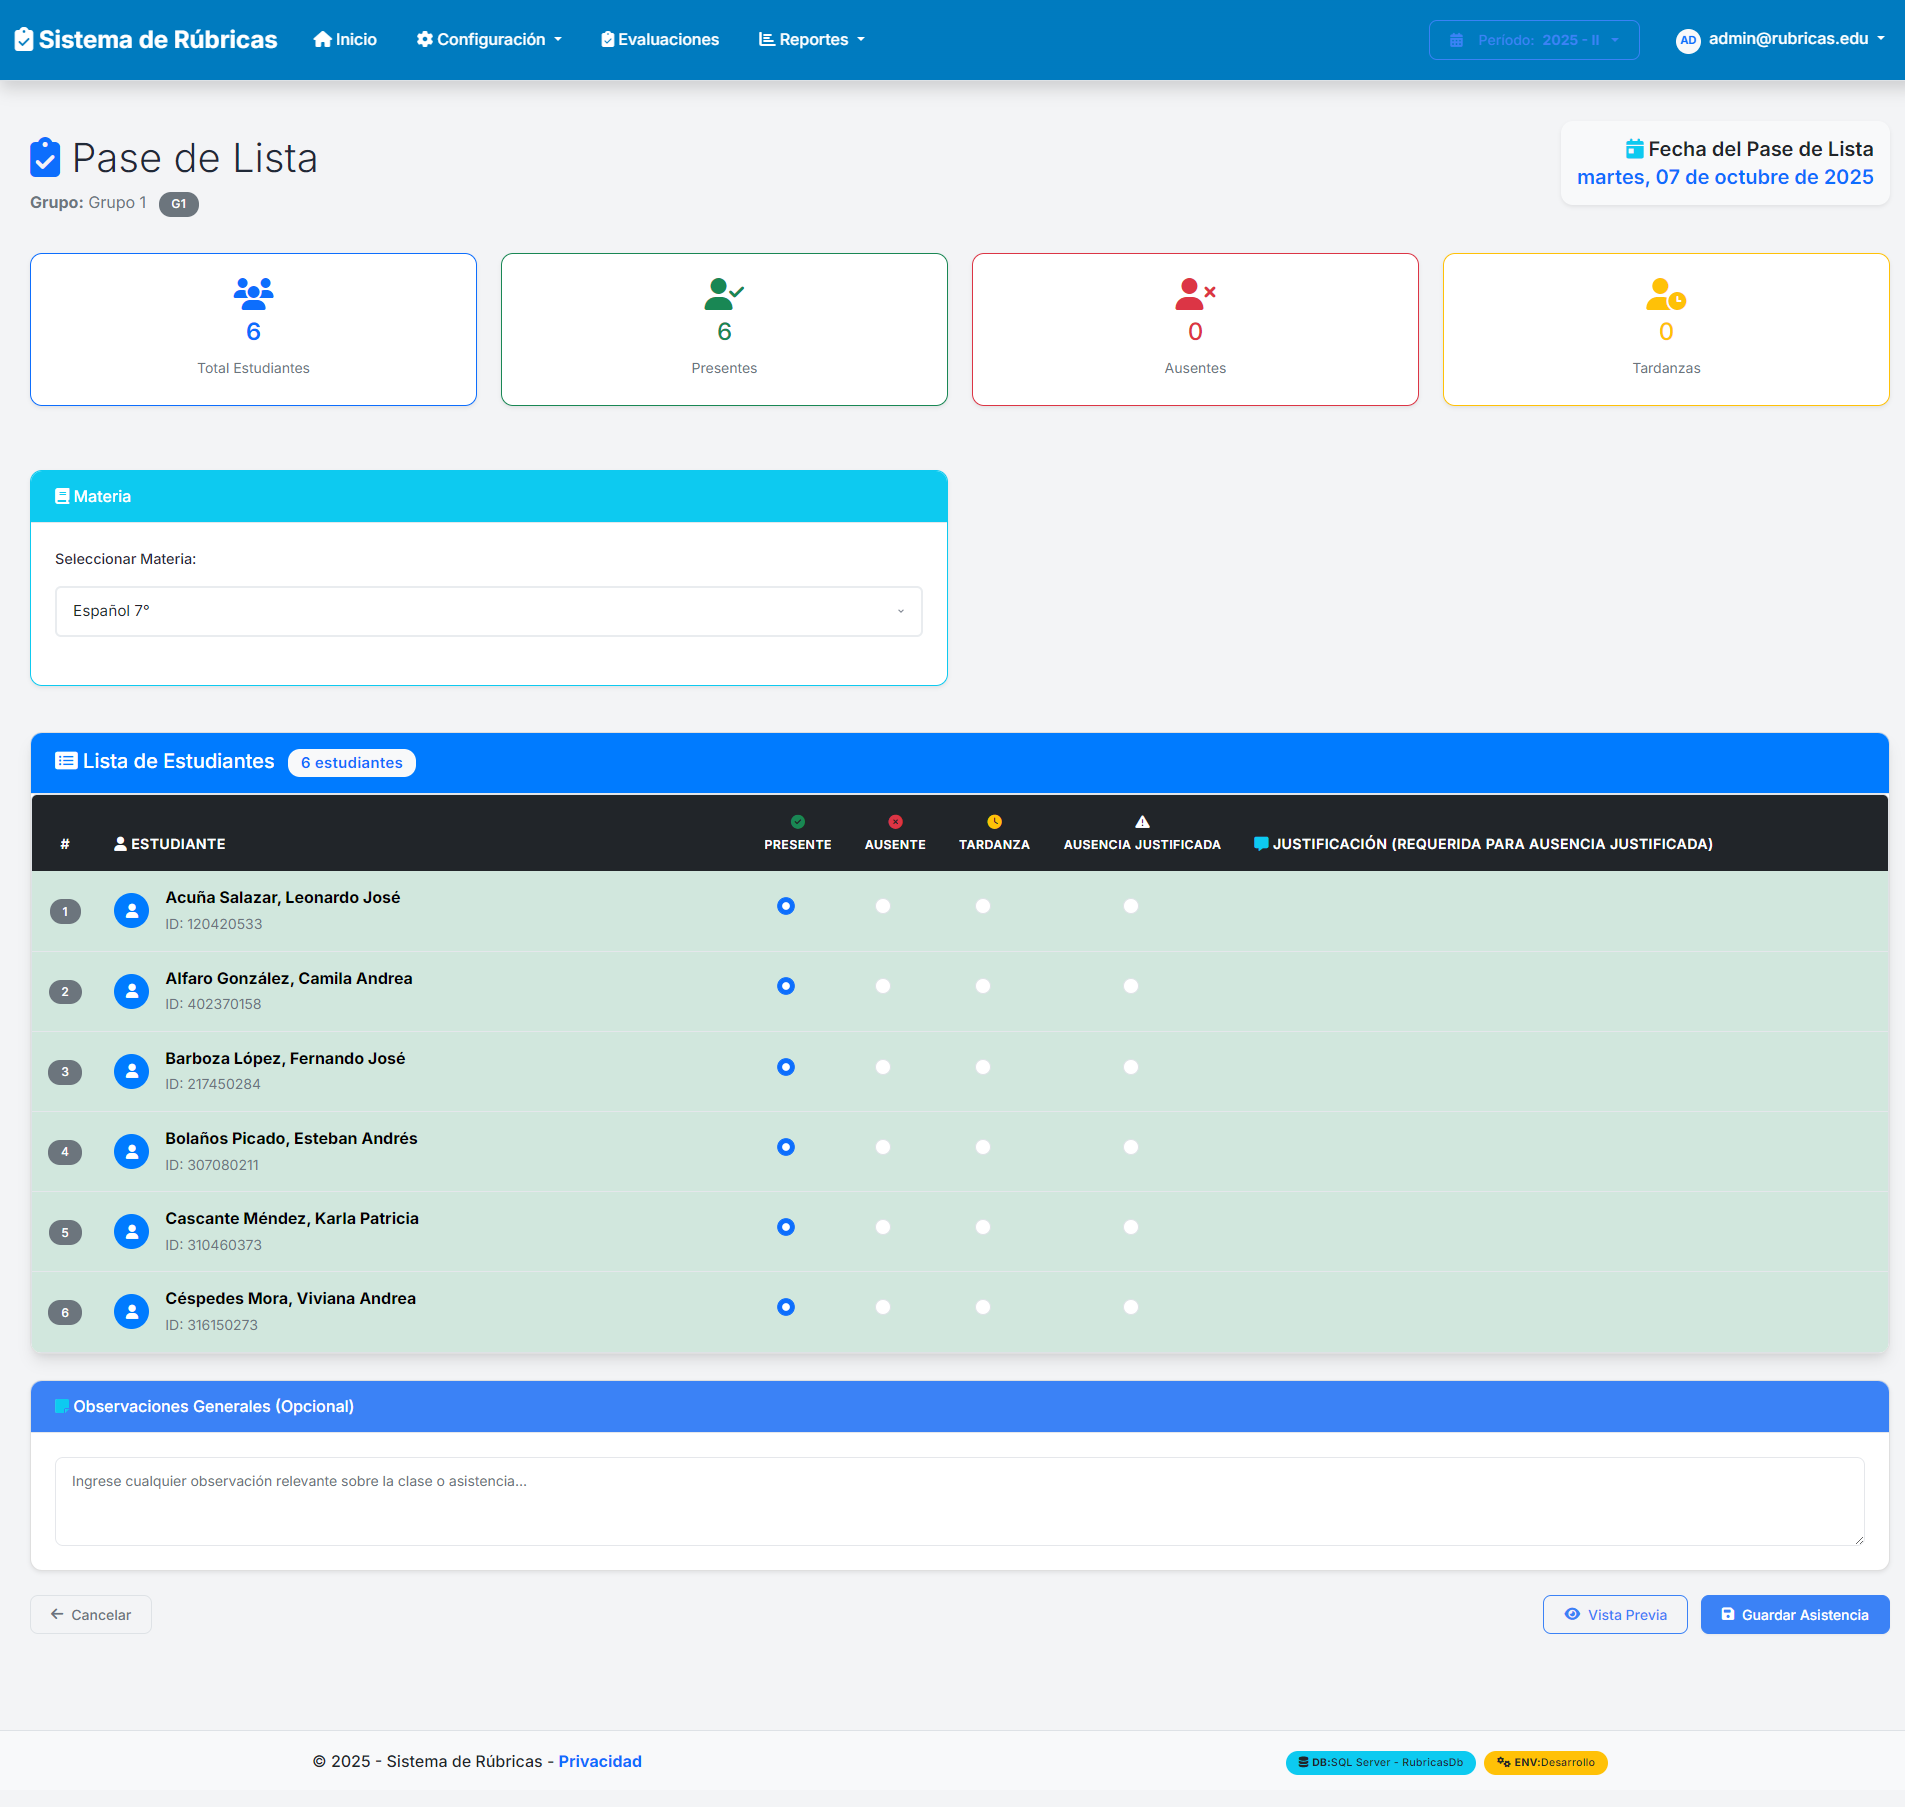 Sistema de Rúbricas Inicio Configuración Evaluaciones Reportes Período: 2025 - II AD admin@rubricas.edu
Pase de Lista
Grupo: Grupo 1 G1
Fecha del Pase de Lista
martes, 07 de octubre de 2025
6
Total Estudiantes
6
Presentes
0
Ausentes
0
Tardanzas
Materia
Seleccionar Materia:
Español 7°
Lista de Estudiantes 6 estudiantes
# ESTUDIANTE PRESENTE AUSENTE TARDANZA AUSENCIA JUSTIFICADA JUSTIFICACIÓN (REQUERIDA PARA AUSENCIA JUSTIFICADA)
1 Acuña Salazar, Leonardo José
ID: 120420533
2 Alfaro González, Camila Andrea
ID: 402370158
3 Barboza López, Fernando José
ID: 217450284
4 Bolaños Picado, Esteban Andrés
ID: 307080211
5 Cascante Méndez, Karla Patricia
ID: 310460373
6 Céspedes Mora, Viviana Andrea
ID: 316150273
Observaciones Generales (Opcional)
Ingrese cualquier observación relevante sobre la clase o asistencia...
Cancelar Vista Previa Guardar Asistencia
© 2025 - Sistema de Rúbricas - Privacidad DB:SQL Server - RubricasDb ENV:Desarrollo